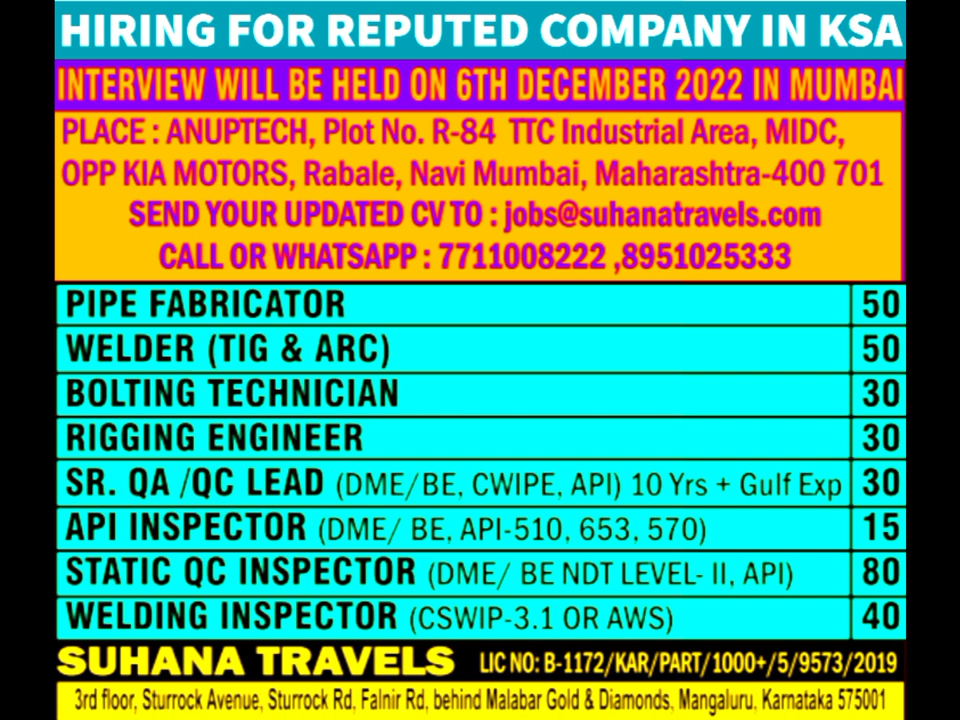 HIRING FOR REPUTED COMPANY IN KSA
INTERVIEW WILL BE HELD ON 6TH DECEMBER 2022 IN MUMBAI
PLACE : ANUPTECH, Plot No. R-84 TTC Industrial Area, MIDC,
OPP KIA MOTORS, Rabale, Navi Mumbai, Maharashtra-400 701
SEND YOUR UPDATED CV TO : jobs@suhanatravels.com
CALL OR WHATSAPP : 7711008222 ,8951025333
PIPE FABRICATOR 50
WELDER (TIG & ARC) 50
BOLTING TECHNICIAN 30
RIGGING ENGINEER 30
SR. QA /QC LEAD (DME/BE, CWIPE, API) 10 Yrs + Gulf Exp 30
API INSPECTOR (DME/ BE, API-510, 653, 570) 15
STATIC QC INSPECTOR (DME/ BE NDT LEVEL- II, API) 80
WELDING INSPECTOR (CSWIP-3.1 OR AWS) 40
SUHANA TRAVELS LIC NO: B-1172/KAR/PART/1000+/5/9573/2019
3rd floor, Sturrock Avenue, Sturrock Rd, Falnir Rd, behind Malabar Gold & Diamonds, Mangaluru, Karnataka 575001